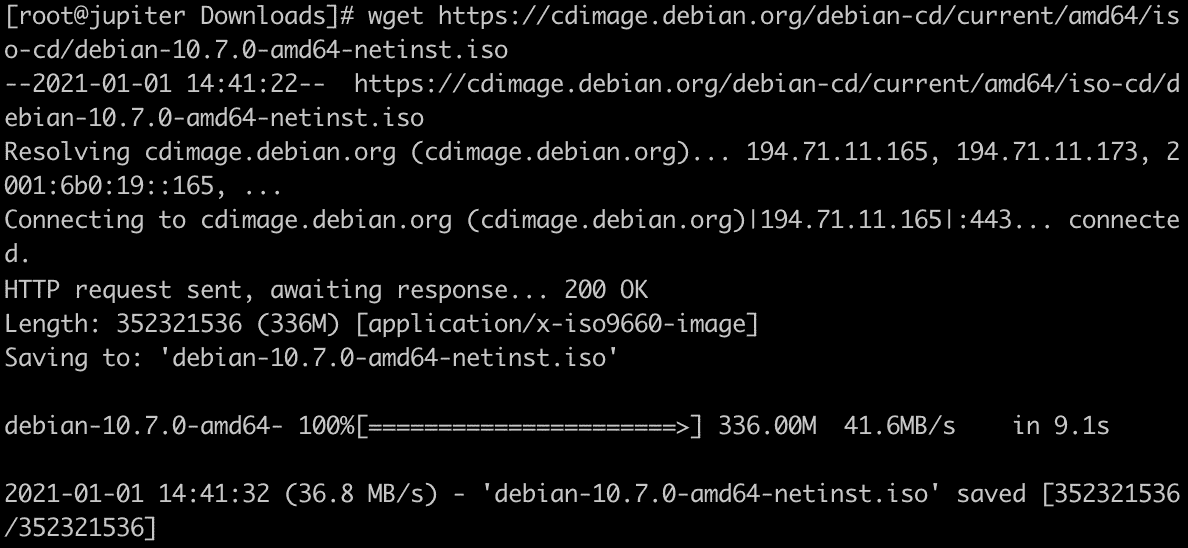 [root@jupiter Downloads]# wget https://cdimage.debian.org/debian-cd/current/amd64/is
o-cd/debian-10.7.0-amd64-netinst.iso
--2021-01-01 14:41:22--  https://cdimage.debian.org/debian-cd/current/amd64/iso-cd/d
ebian-10.7.0-amd64-netinst.iso
Resolving cdimage.debian.org (cdimage.debian.org)... 194.71.11.165, 194.71.11.173, 2
001:6b0:19::165, ...
Connecting to cdimage.debian.org (cdimage.debian.org)|194.71.11.165|:443... connecte
d.
HTTP request sent, awaiting response... 200 OK
Length: 352321536 (336M) [application/x-iso9660-image]
Saving to: 'debian-10.7.0-amd64-netinst.iso'

debian-10.7.0-amd64- 100%[======================>] 336.00M  41.6MB/s    in 9.1s

2021-01-01 14:41:32 (36.8 MB/s) - 'debian-10.7.0-amd64-netinst.iso' saved [352321536
/352321536]